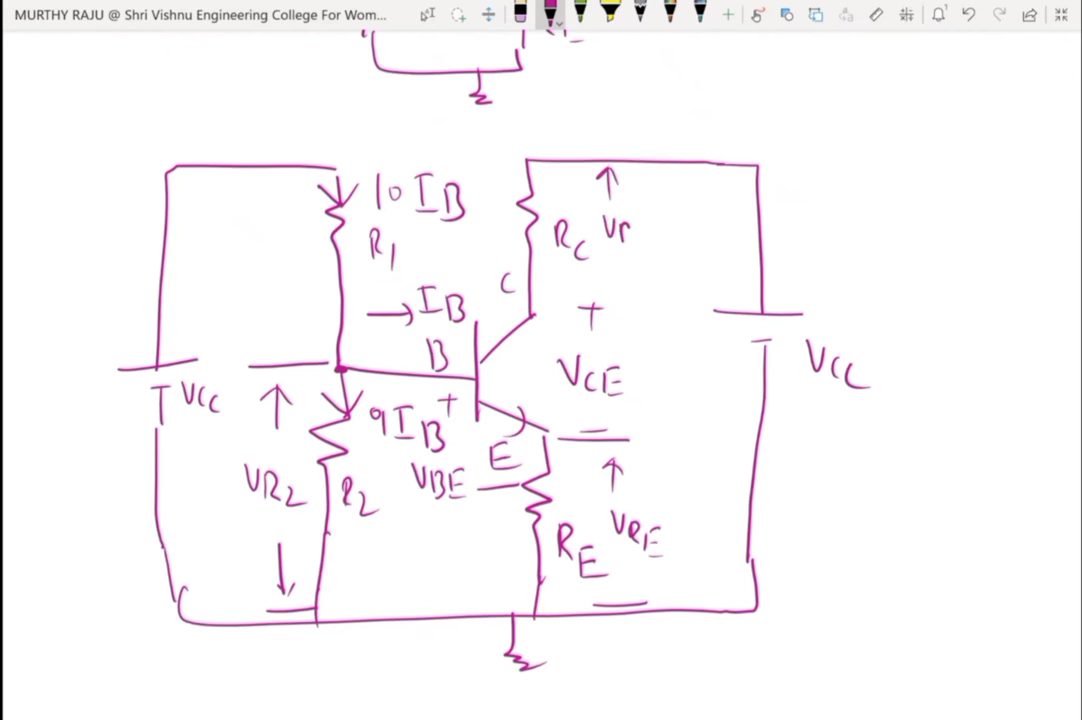 MURTHY RAJU @ Shri Vishnu Engineering College For Wom...
10 IB
R1
RC Vr
C
→ IB
+
B
VCE
VCC
VCC
9IB
+
E
VBE
VR2
R2
RE
VRE